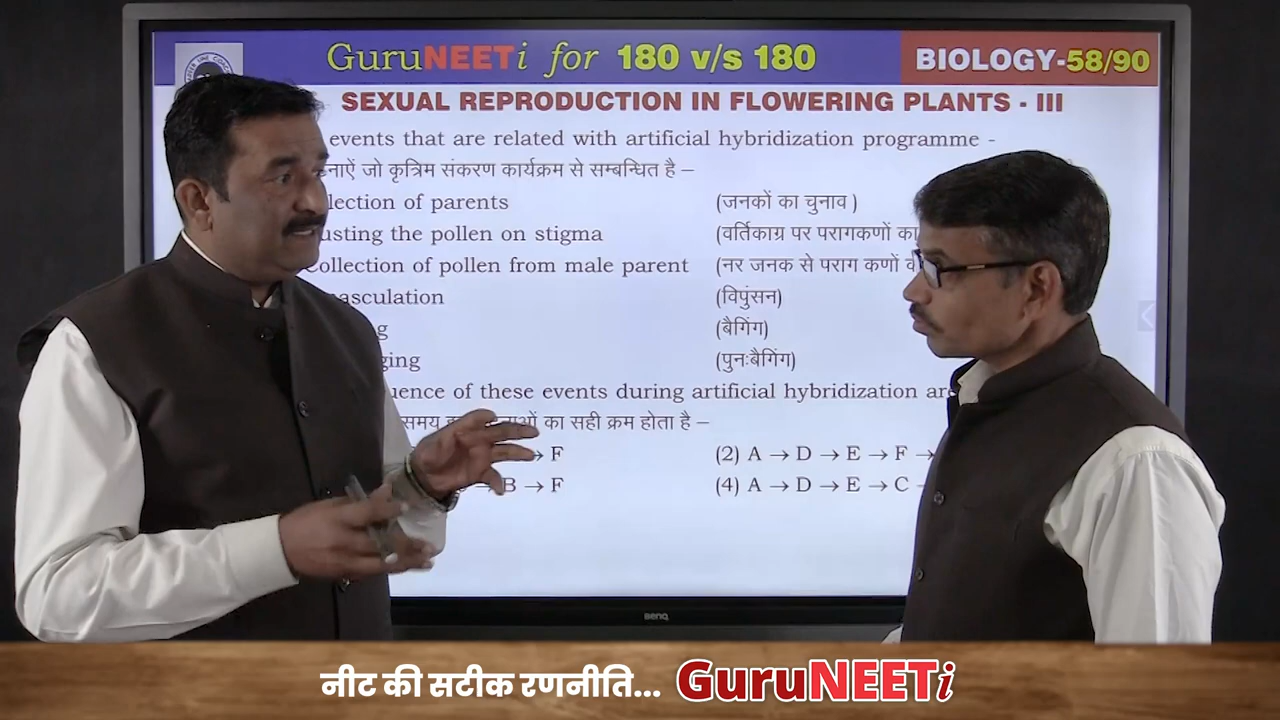 GuruNEETi for 180 v/s 180
BIOLOGY-58/90
SEXUAL REPRODUCTION IN FLOWERING PLANTS - III
events that are related with artificial hybridization programme -
जो कृत्रिम संकरण कार्यक्रम से सम्बन्धित है –
lection of parents (जनकों का चुनाव )
usting the pollen on stigma (वर्तिकाग्र पर परागकणों का
Collection of pollen from male parent (नर जनक से पराग कणों
masculation (विपुंसन)
g (बैगिंग)
ging (पुनःबैगिंग)
uence of these events during artificial hybridization are
समय का सही क्रम होता है –
→ F (2) A → D → E → F →
→ B → F (4) A → D → E → C -
BenQ
नीट की सटीक रणनीति... GuruNEETi